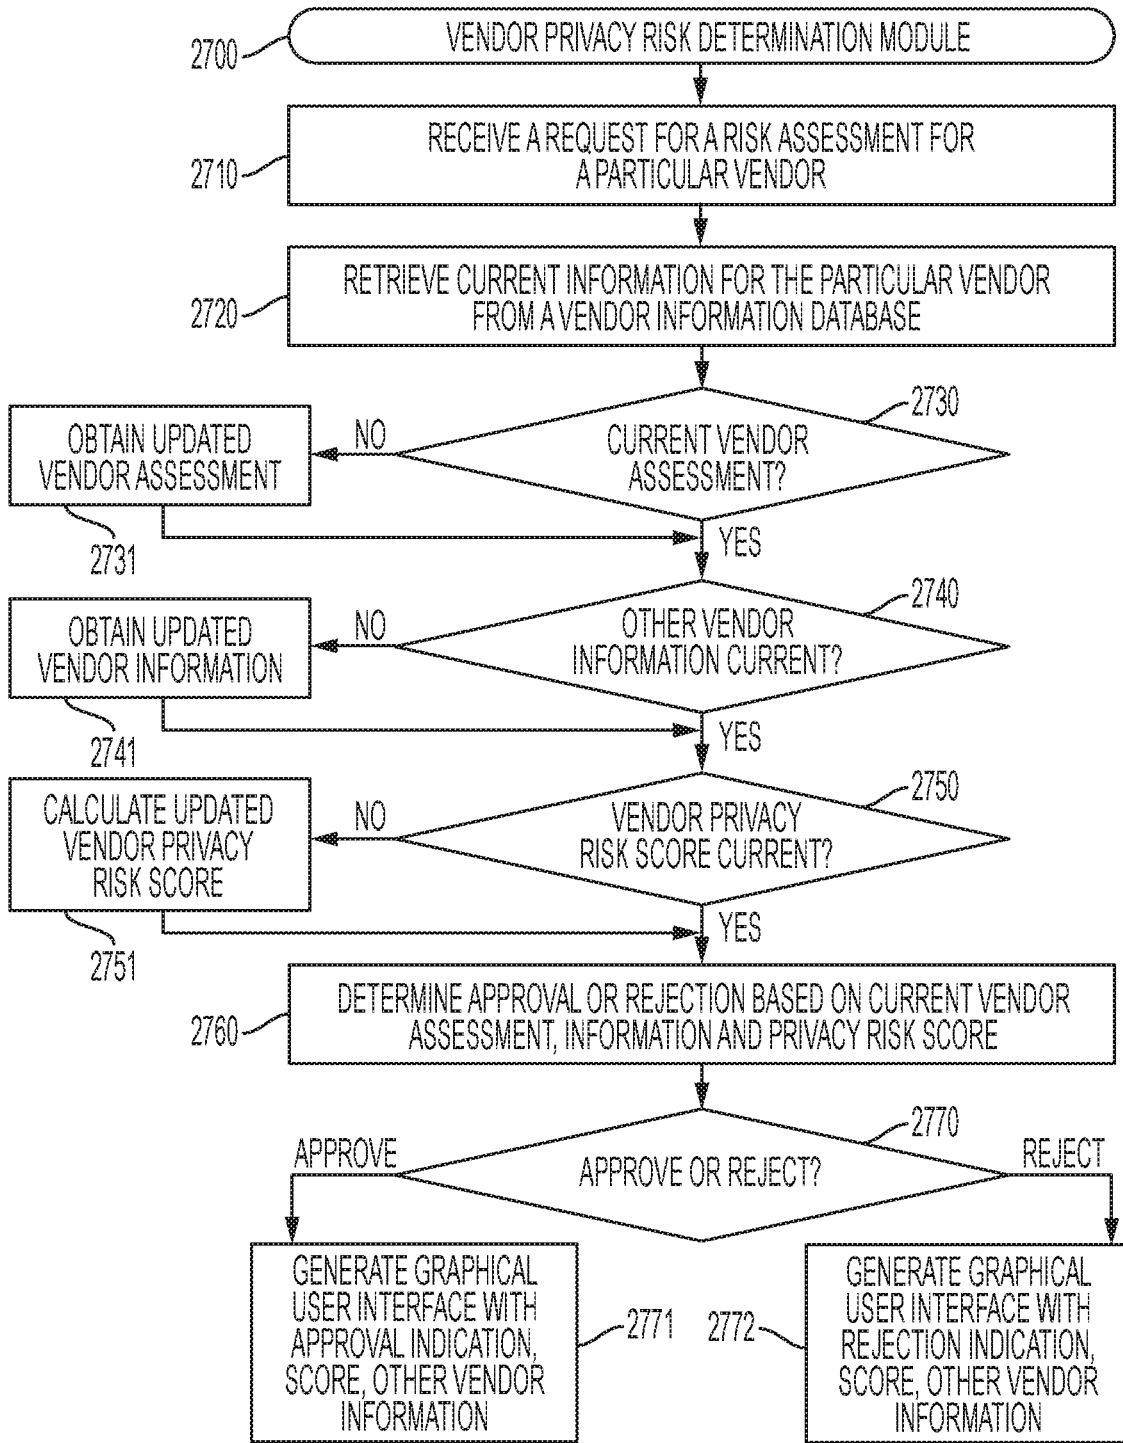 VENDOR PRIVACY RISK DETERMINATION MODULE
2700
RECEIVE A REQUEST FOR A RISK ASSESSMENT FOR
A PARTICULAR VENDOR
2710
RETRIEVE CURRENT INFORMATION FOR THE PARTICULAR VENDOR
FROM A VENDOR INFORMATION DATABASE
2720
2730
CURRENT VENDOR
ASSESSMENT?
NO
OBTAIN UPDATED
VENDOR ASSESSMENT
2731
YES
2740
OTHER VENDOR
INFORMATION CURRENT?
NO
OBTAIN UPDATED
VENDOR INFORMATION
2741
YES
2750
VENDOR PRIVACY
RISK SCORE CURRENT?
NO
CALCULATE UPDATED
VENDOR PRIVACY
RISK SCORE
2751
YES
DETERMINE APPROVAL OR REJECTION BASED ON CURRENT VENDOR
ASSESSMENT, INFORMATION AND PRIVACY RISK SCORE
2760
2770
APPROVE OR REJECT?
APPROVE
REJECT
GENERATE GRAPHICAL
USER INTERFACE WITH
APPROVAL INDICATION,
SCORE, OTHER VENDOR
INFORMATION
2771
2772
GENERATE GRAPHICAL
USER INTERFACE WITH
REJECTION INDICATION,
SCORE, OTHER VENDOR
INFORMATION